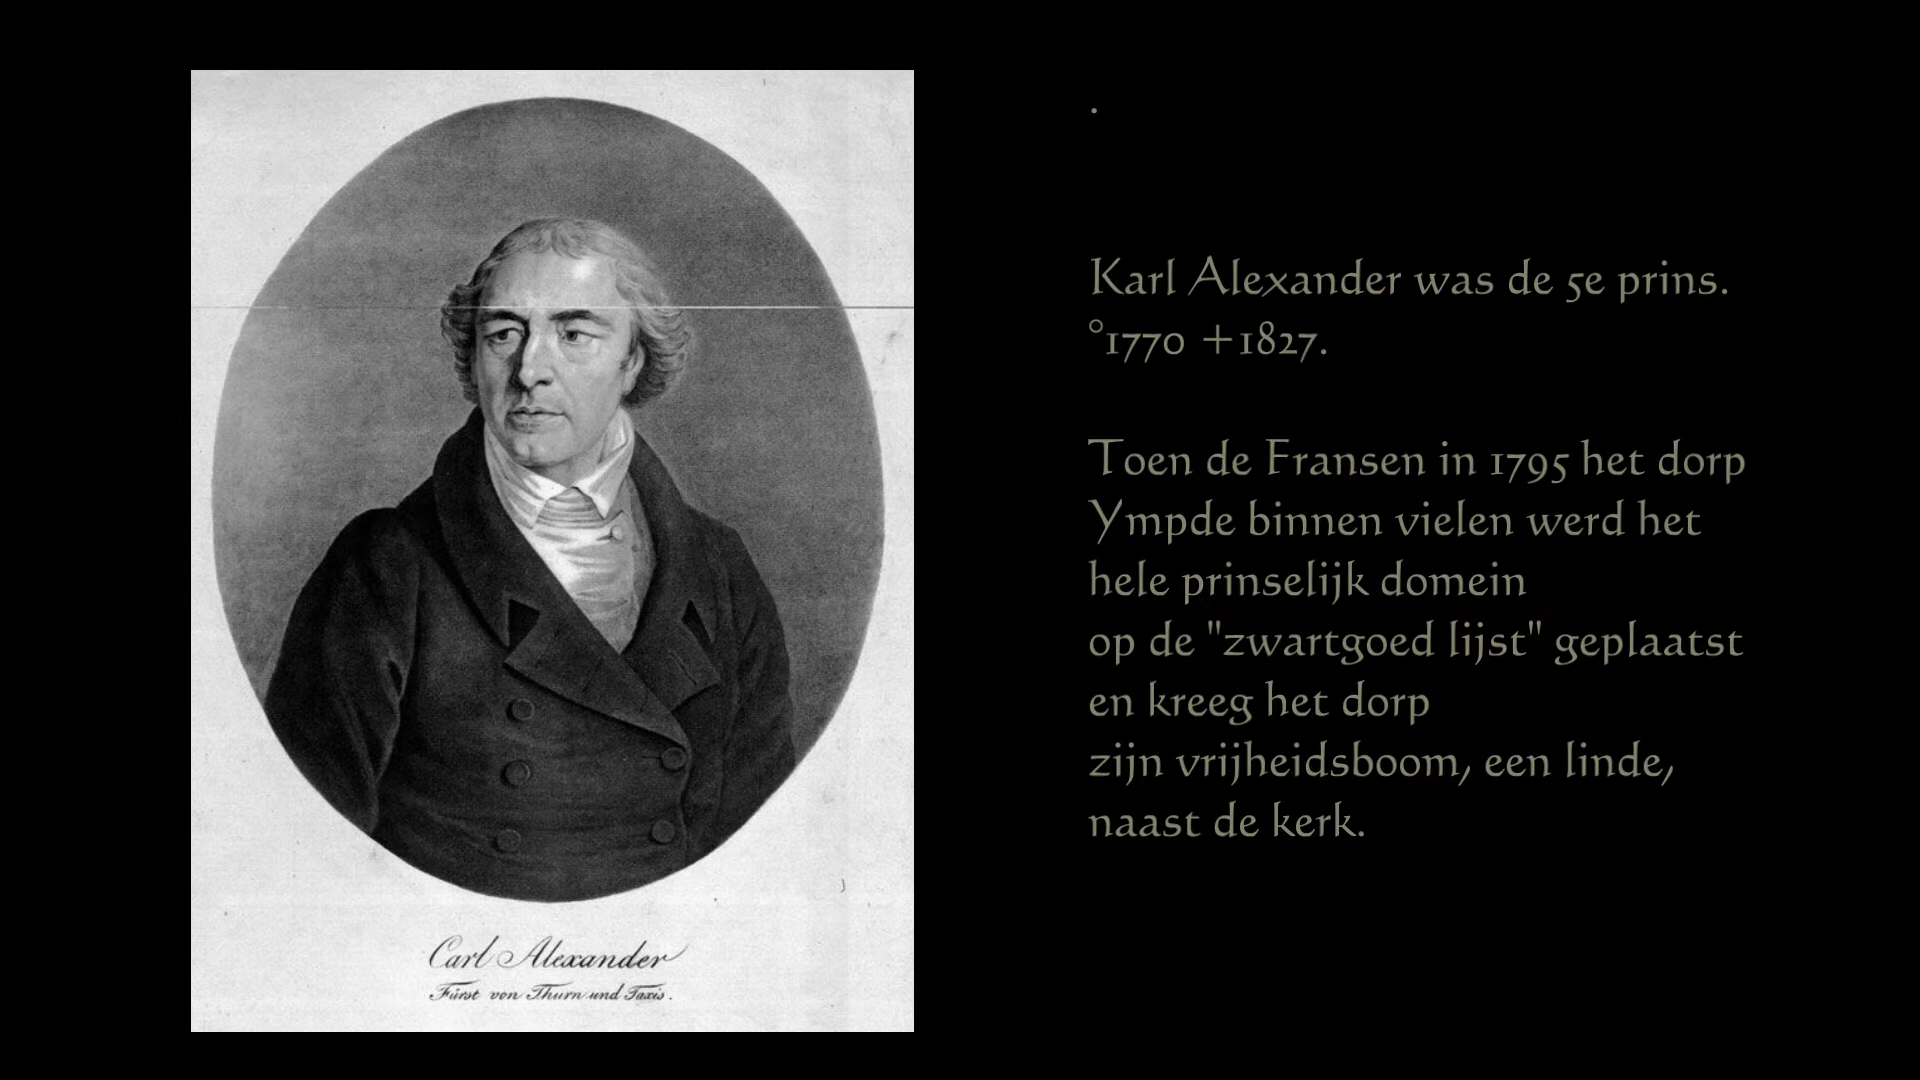 Carl Alexander
Fürst von Thurn und Taxis.
.
Karl Alexander was de 5e prins.
°1770 +1827.
Toen de Fransen in 1795 het dorp
Ympde binnen vielen werd het
hele prinselijk domein
op de "zwartgoed lijst" geplaatst
en kreeg het dorp
zijn vrijheidsboom, een linde,
naast de kerk.